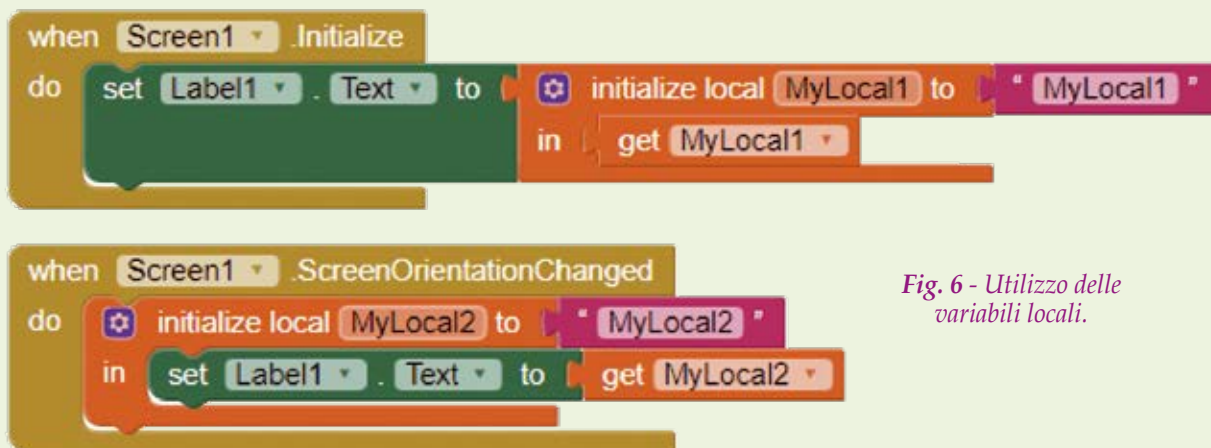 when Screen1 .Initialize
do set Label1 . Text to initialize local MyLocal1 to " MyLocal1 "
in get MyLocal1
when Screen1 .ScreenOrientationChanged
do initialize local MyLocal2 to " MyLocal2 "
in set Label1 . Text to get MyLocal2
Fig. 6 - Utilizzo delle
variabili locali.